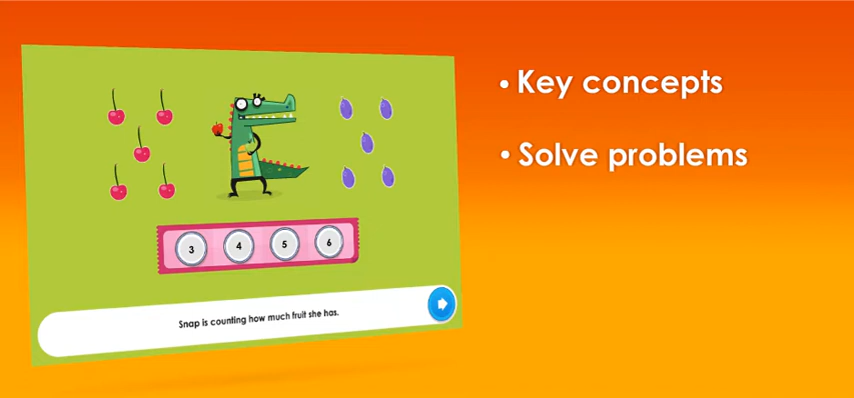 • Key concepts
• Solve problems
3 4 5 6
Snap is counting how much fruit she has.